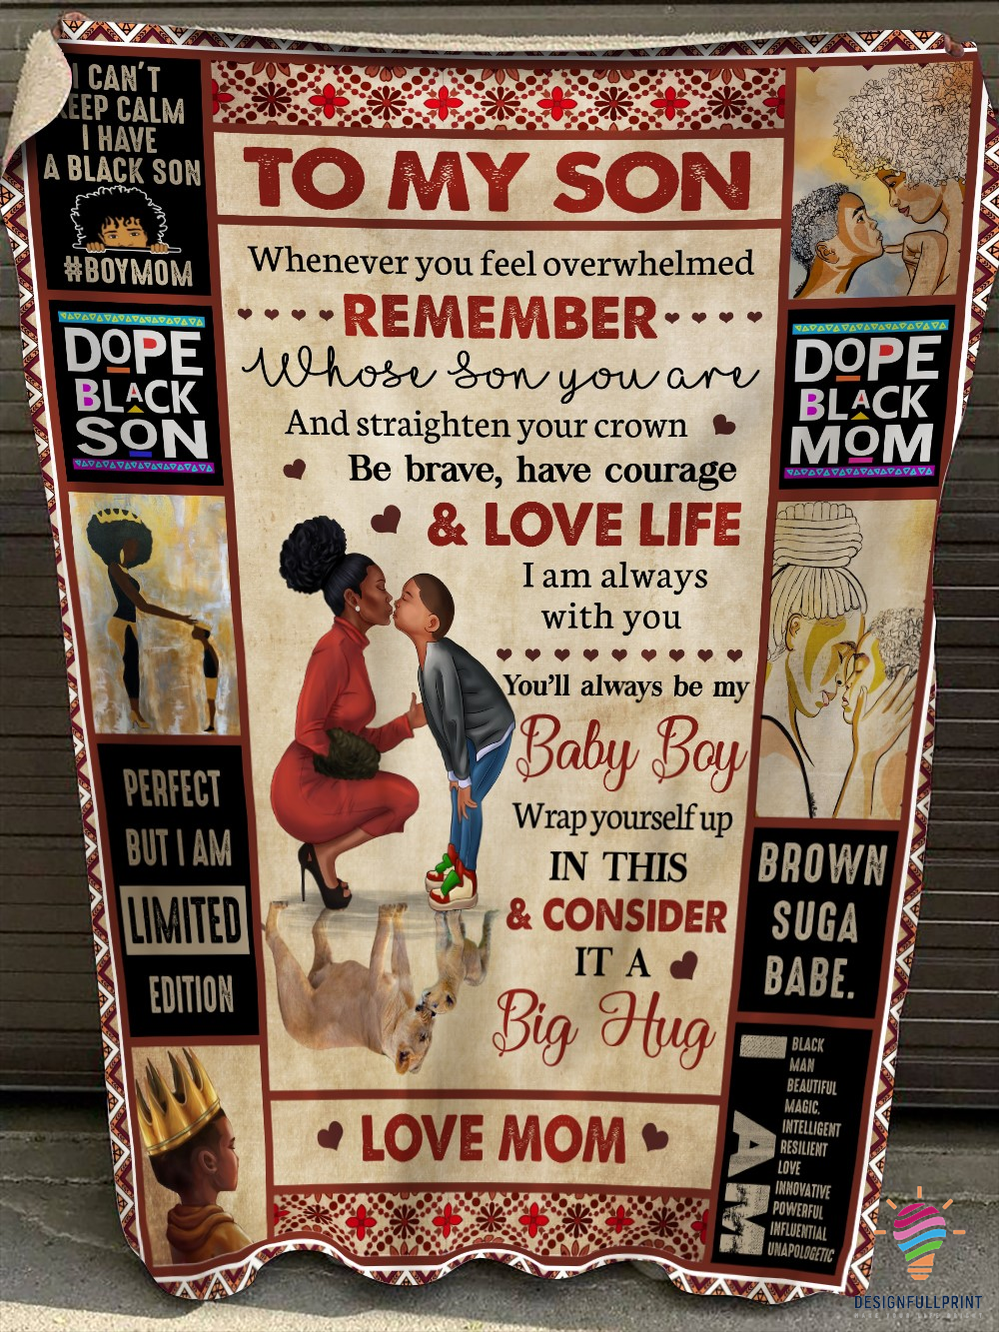 I CAN'T
KEEP CALM
I HAVE
A BLACK SON
#BOYMOM
DOPE
BLACK
SON
PERFECT
BUT I AM
LIMITED
EDITION
TO MY SON
Whenever you feel overwhelmed
REMEMBER
Whose Son you are
And straighten your crown
Be brave, have courage
& LOVE LIFE
I am always
with you
You'll always be my
Baby Boy
Wrap yourself up
IN THIS
& CONSIDER
IT A
Big Hug
LOVE MOM
DOPE
BLACK
MOM
BROWN
SUGA
BABE.
I AM
BLACK
MAN
BEAUTIFUL
MAGIC.
INTELLIGENT
RESILIENT
LOVE
INNOVATIVE
POWERFUL
INFLUENTIAL
UNAPOLOGETIC
DESIGNFULLPRINT